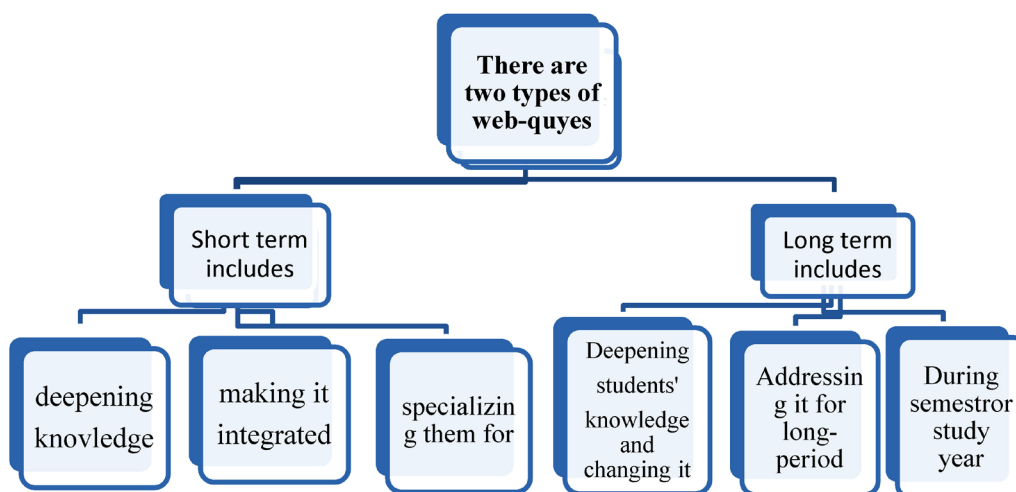 There are
two types of
web-quyes
Short term
includes
Long term
includes
deepening
knovledge
making it
integrated
specializin
g them for
Deepening
students'
knowledge
and
changing it
Addressin
g it for
long-
period
During
semestror
study
year